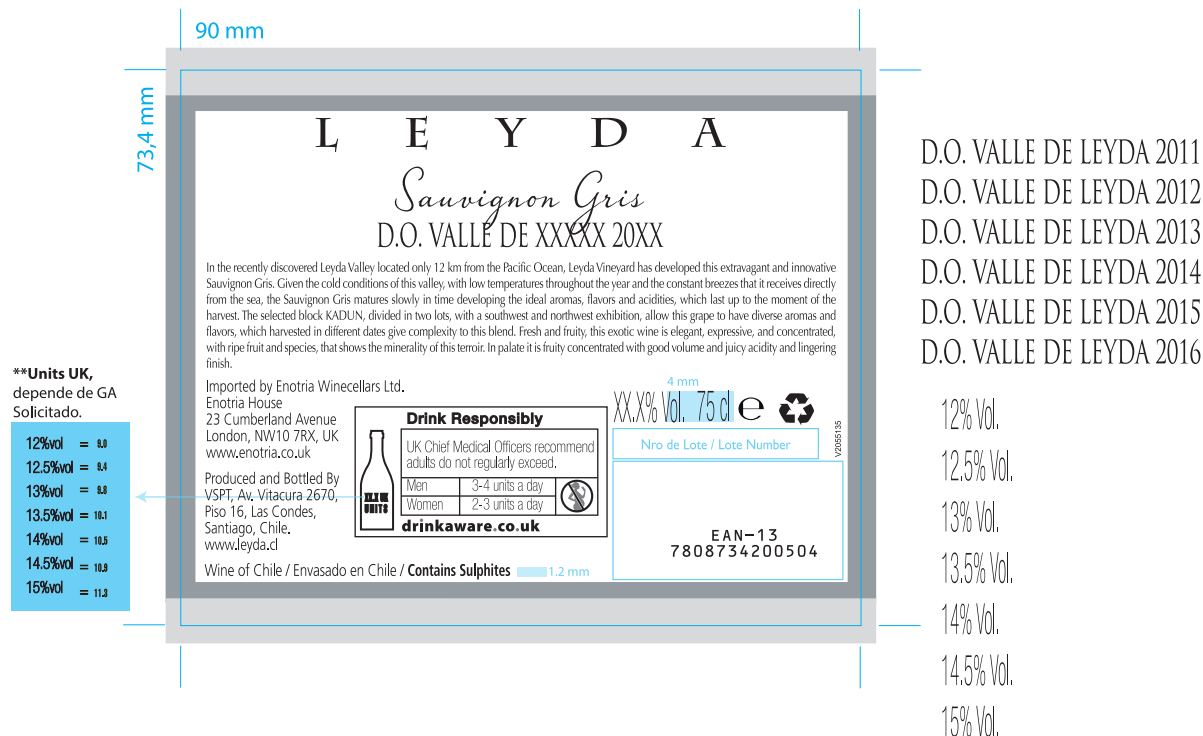 90 mm
73,4 mm
LEYDA
Sauvignon Gris
D.O. VALLE DE XXXXX 20XX
In the recently discovered Leyda Valley located only 12 km from the Pacific Ocean, Leyda Vineyard has developed this extravagant and innovative
Sauvignon Gris. Given the cold conditions of this valley, with low temperatures throughout the year and the constant breezes that it receives directly
from the sea, the Sauvignon Gris matures slowly in time developing the ideal aromas, flavors and acidities, which last up to the moment of the
harvest. The selected block KADUN, divided in two lots, with a southwest and northwest exhibition, allow this grape to have diverse aromas and
flavors, which harvested in different dates give complexity to this blend. Fresh and fruity, this exotic wine is elegant, expressive, and concentrated,
with ripe fruit and species, that shows the minerality of this terroir. In palate it is fruity concentrated with good volume and juicy acidity and lingering
finish.
Imported by Enotria Winecellars Ltd.
Enotria House
23 Cumberland Avenue
London, NW10 7RX, UK
www.enotria.co.uk
Produced and Bottled By
VSPT, Av. Vitacura 2670,
Piso 16, Las Condes,
Santiago, Chile.
www.leyda.cl
Wine of Chile / Envasado en Chile / Contains Sulphites
1.2 mm
Drink Responsibly
UK Chief Medical Officers recommend
adults do not regularly exceed.
Men 3-4 units a day
Women 2-3 units a day
XX.X UK
UNITS
drinkaware.co.uk
4 mm
XX.X% Vol. 75 cl e
Nro de Lote / Lote Number
V2055135
EAN-13
7808734200504
**Units UK,
depende de GA
Solicitado.
12%vol = 9.0
12.5%vol = 9.4
13%vol = 9.8
13.5%vol = 10.1
14%vol = 10.5
14.5%vol = 10.9
15%vol = 11.3
D.O. VALLE DE LEYDA 2011
D.O. VALLE DE LEYDA 2012
D.O. VALLE DE LEYDA 2013
D.O. VALLE DE LEYDA 2014
D.O. VALLE DE LEYDA 2015
D.O. VALLE DE LEYDA 2016
12% Vol.
12.5% Vol.
13% Vol.
13.5% Vol.
14% Vol.
14.5% Vol.
15% Vol.